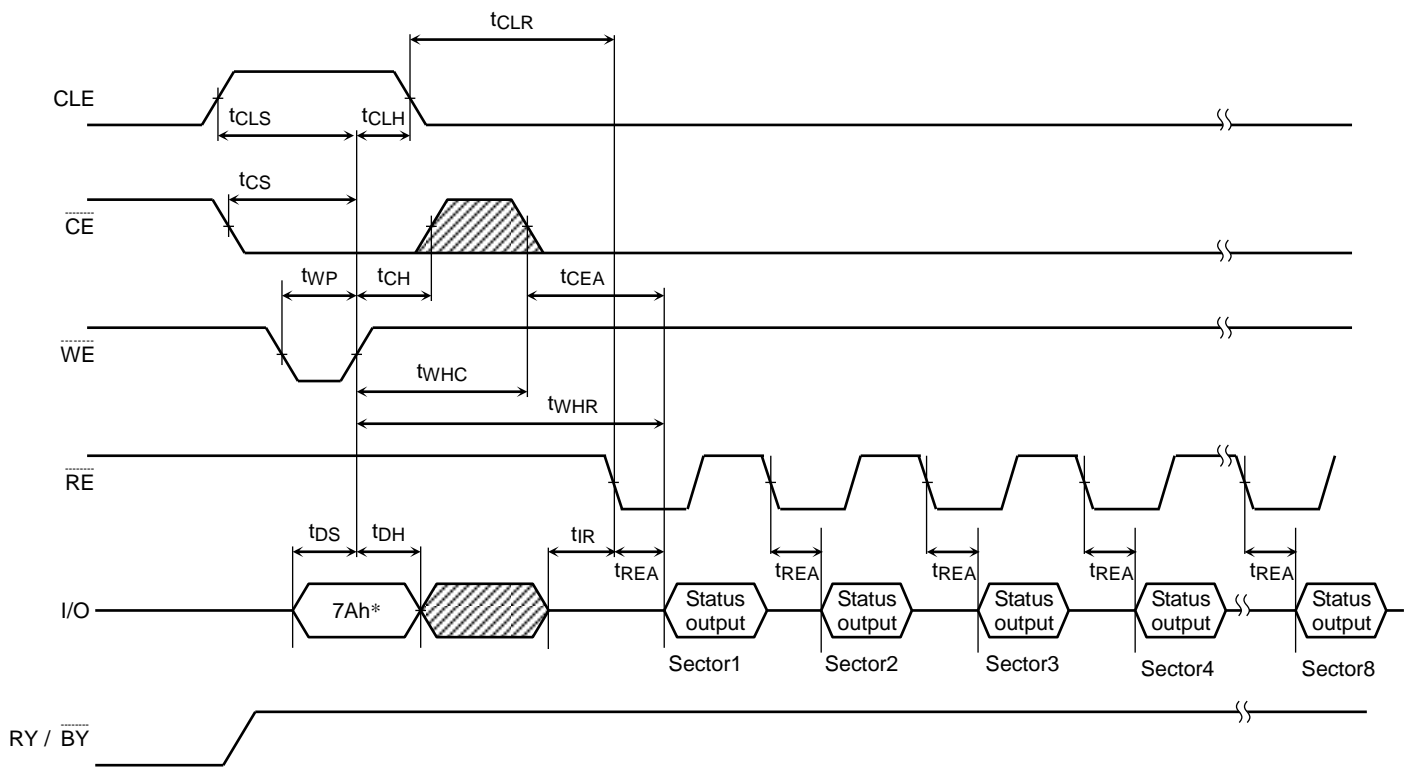 tCLR
CLE
tCLS
tCLH
tCS
CE
tWP
tCH
tCEA
WE
tWHC
tWHR
RE
tDS
tDH
tIR
tREA
tREA
tREA
tREA
tREA
I/O
7Ah*
Status output
Status output
Status output
Status output
Status output
Sector1
Sector2
Sector3
Sector4
Sector8
RY / BY